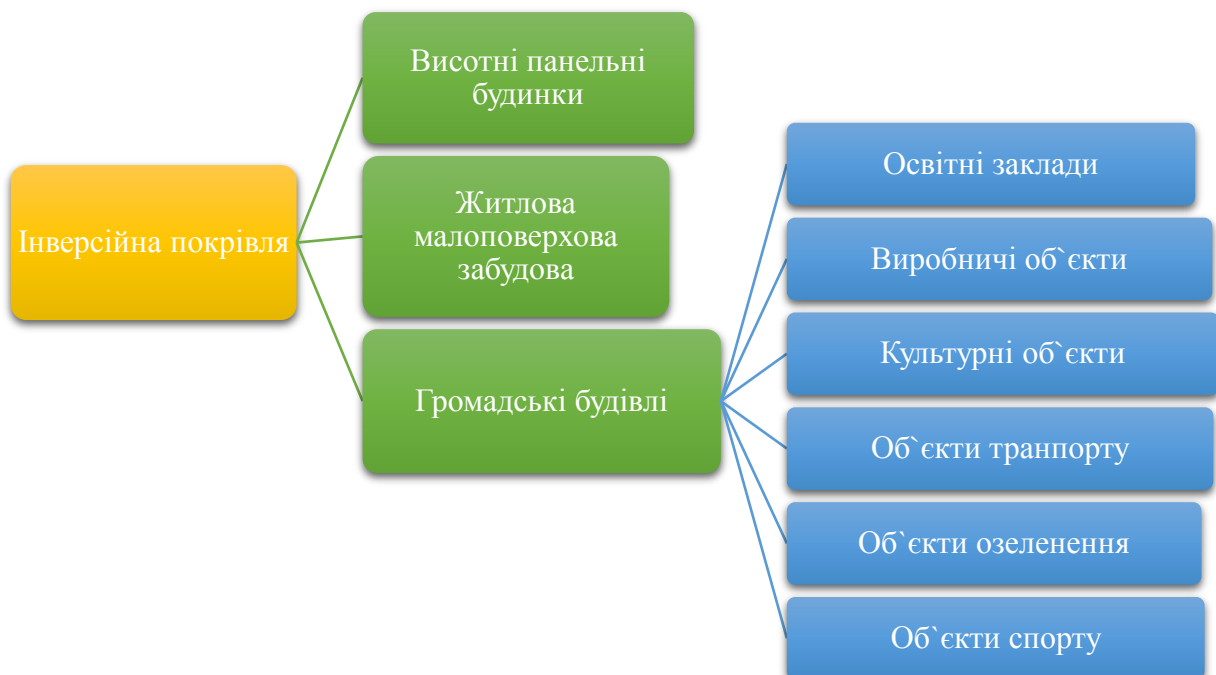 Інверсійна покрівля
Висотні панельні
будинки
Житлова
малоповерхова
забудова
Громадські будівлі
Освітні заклади
Виробничі об`єкти
Культурні об`єкти
Об`єкти транпорту
Об`єкти озеленення
Об`єкти спорту